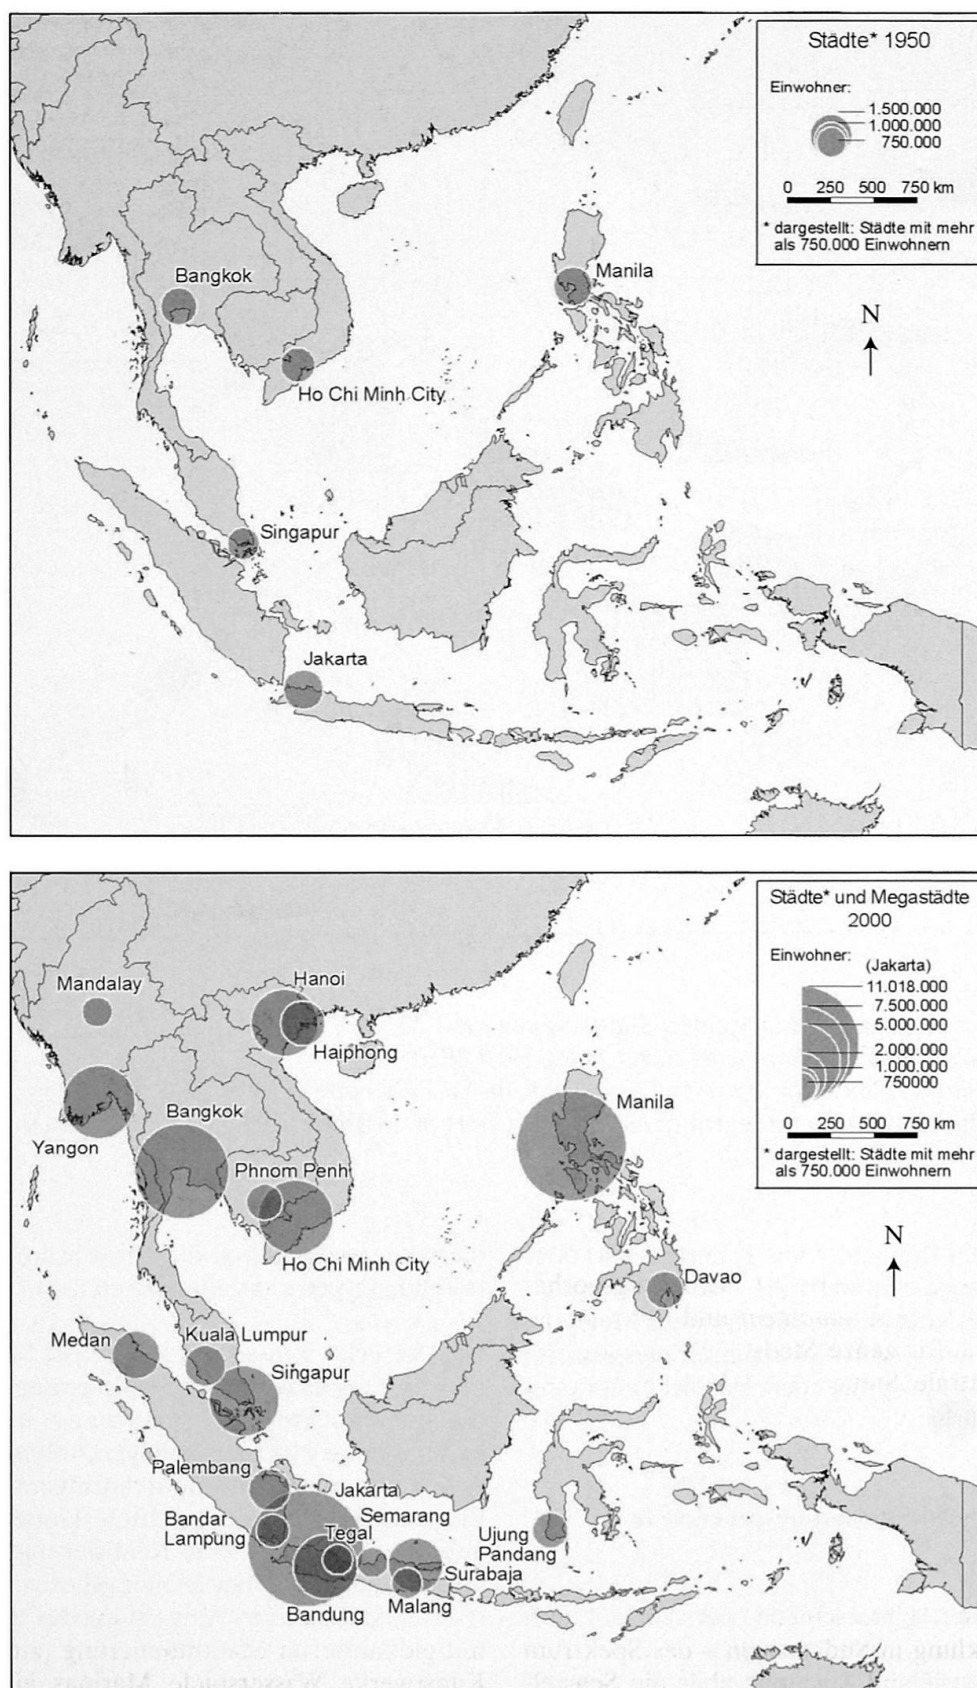 Städte* 1950
Einwohner:
1.500.000
1.000.000
750.000
0 250 500 750 km
* dargestellt: Städte mit mehr
als 750.000 Einwohnern
N
Bangkok
Manila
Ho Chi Minh City
Singapur
Jakarta
Städte* und Megastädte
2000
Einwohner:
(Jakarta)
11.018.000
7.500.000
5.000.000
2.000.000
1.000.000
750000
0 250 500 750 km
* dargestellt: Städte mit mehr
als 750.000 Einwohnern
N
Mandalay
Hanoi
Haiphong
Yangon
Bangkok
Manila
Phnom Penh
Ho Chi Minh City
Davao
Medan
Kuala Lumpur
Singapur
Palembang
Jakarta
Bandar
Lampung
Semarang
Tegal
Ujung
Pandang
Surabaja
Malang
Bandung